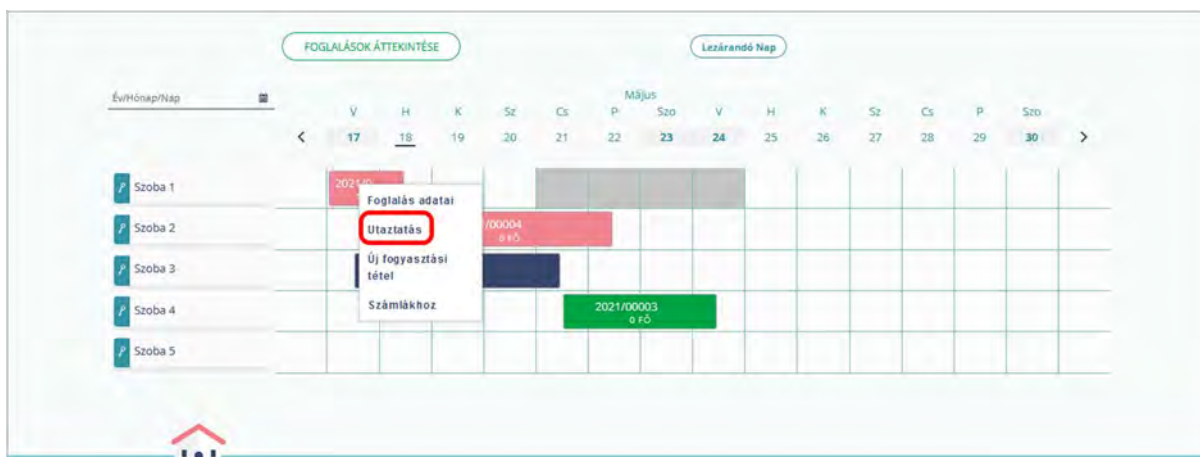 FOGLALÁSOK ÁTTEKINTÉSE
Lezárandó Nap
Év/Hónap/Nap
Május
V H K Sz Cs P Szo V H K Sz Cs P Szo
< 17 18 19 20 21 22 23 24 25 26 27 28 29 30 >
Szoba 1
2021/0
Foglalás adatai
Szoba 2
Utaztatás
/00004
0 FŐ
Szoba 3
Új fogyasztási
tétel
Szoba 4
Számlákhoz
2021/00003
0 FŐ
Szoba 5